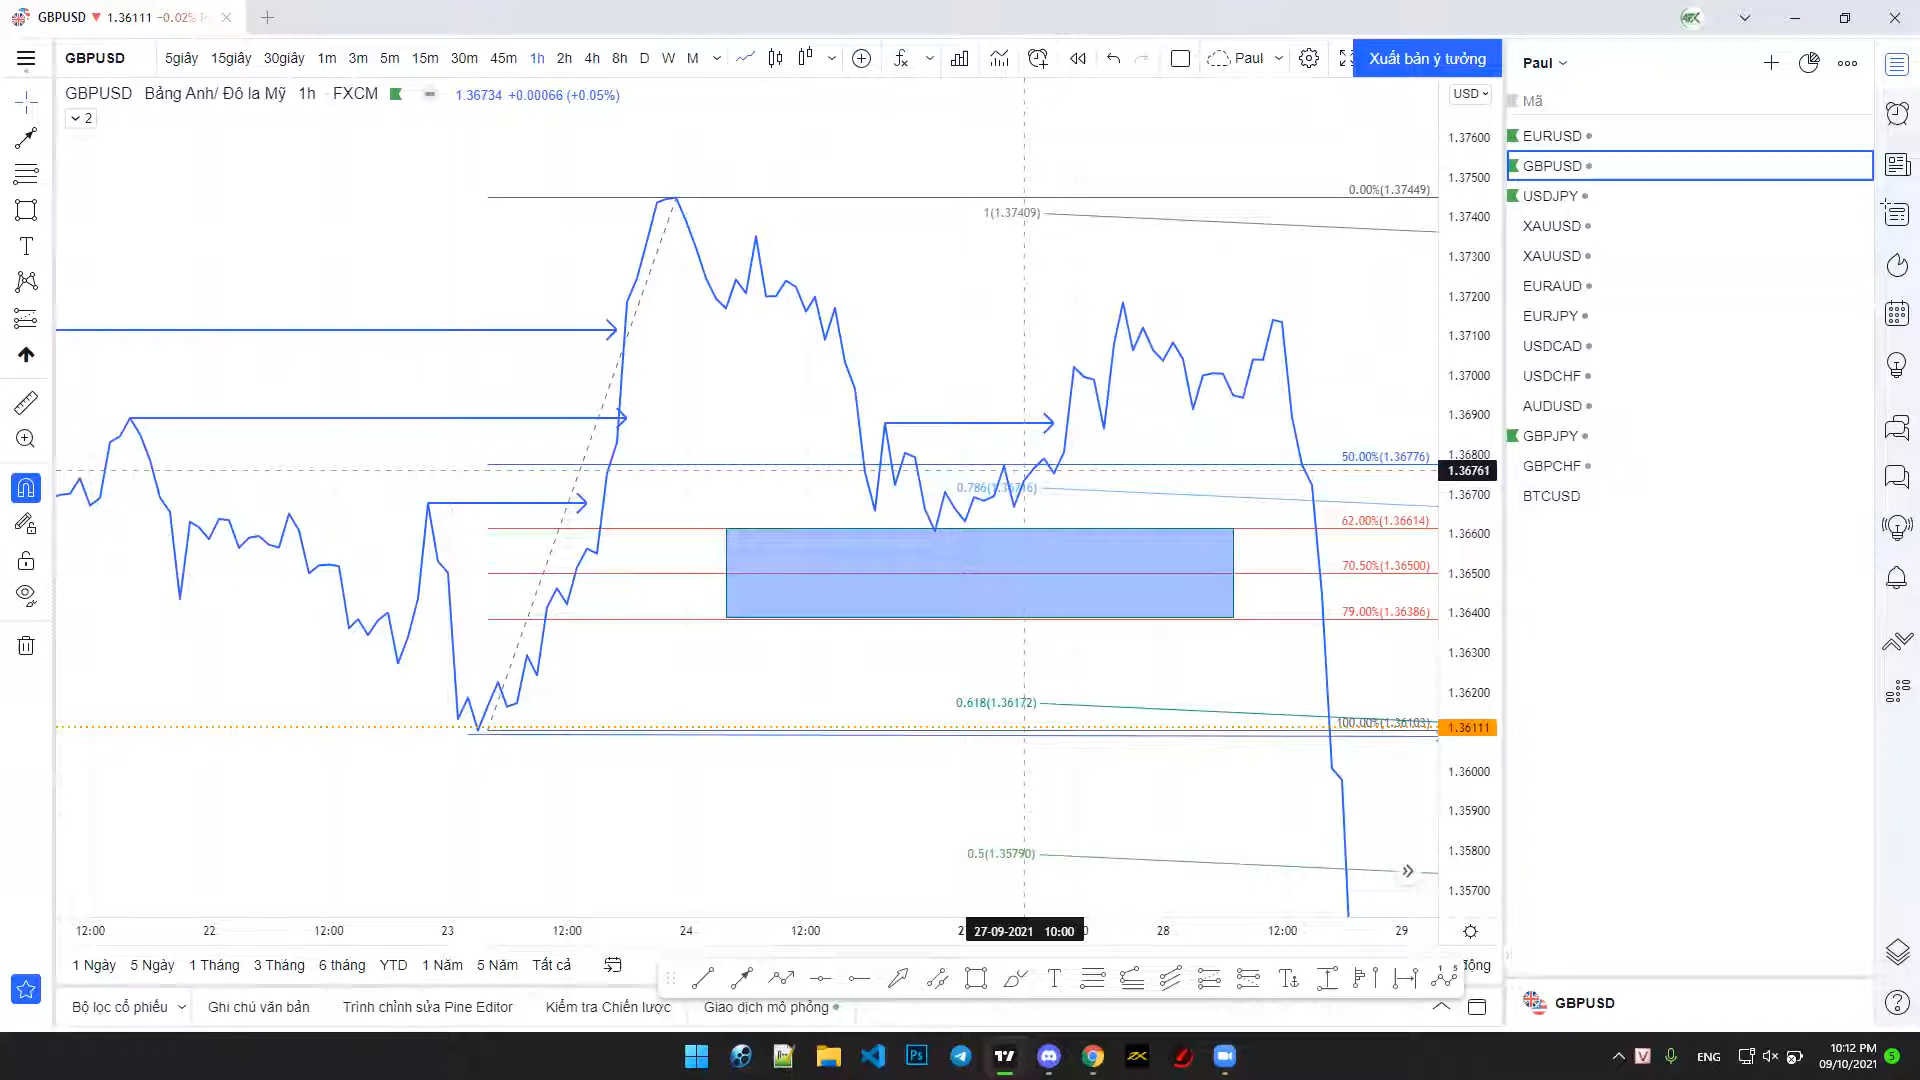 GBPUSD ▼ 1.36111 −0.02%
GBPUSD 5giây 15giây 30giây 1m 3m 5m 15m 30m 45m 1h 2h 4h 8h D W M Paul Xuất bản ý tưởng
GBPUSD Bảng Anh/ Đô la Mỹ 1h · FXCM 1.36734 +0.00066 (+0.05%)
2
USD
1.37600
1.37500
1.37400
1.37300
1.37200
1.37100
1.37000
1.36900
1.36800
1.36761
1.36700
1.36600
1.36500
1.36400
1.36300
1.36200
1.36111
1.36000
1.35900
1.35800
1.35700
0.00%(1.37449)
1(1.37409)
50.00%(1.36776)
0.786(1.36716)
62.00%(1.36614)
70.50%(1.36500)
79.00%(1.36386)
0.618(1.36172)
100.00%(1.36103)
0.5(1.35790)
12:00 22 12:00 23 12:00 24 12:00 27-09-2021 10:00 28 12:00 29
1 Ngày 5 Ngày 1 Tháng 3 Tháng 6 tháng YTD 1 Năm 5 Năm Tất cả
động
Bộ lọc cổ phiếu Ghi chú văn bản Trình chỉnh sửa Pine Editor Kiểm tra Chiến lược Giao dịch mô phỏng
Paul
Mã
EURUSD
GBPUSD
USDJPY
XAUUSD
XAUUSD
EURAUD
EURJPY
USDCAD
USDCHF
AUDUSD
GBPJPY
GBPCHF
BTCUSD
GBPUSD
ENG
10:12 PM
09/10/2021
5